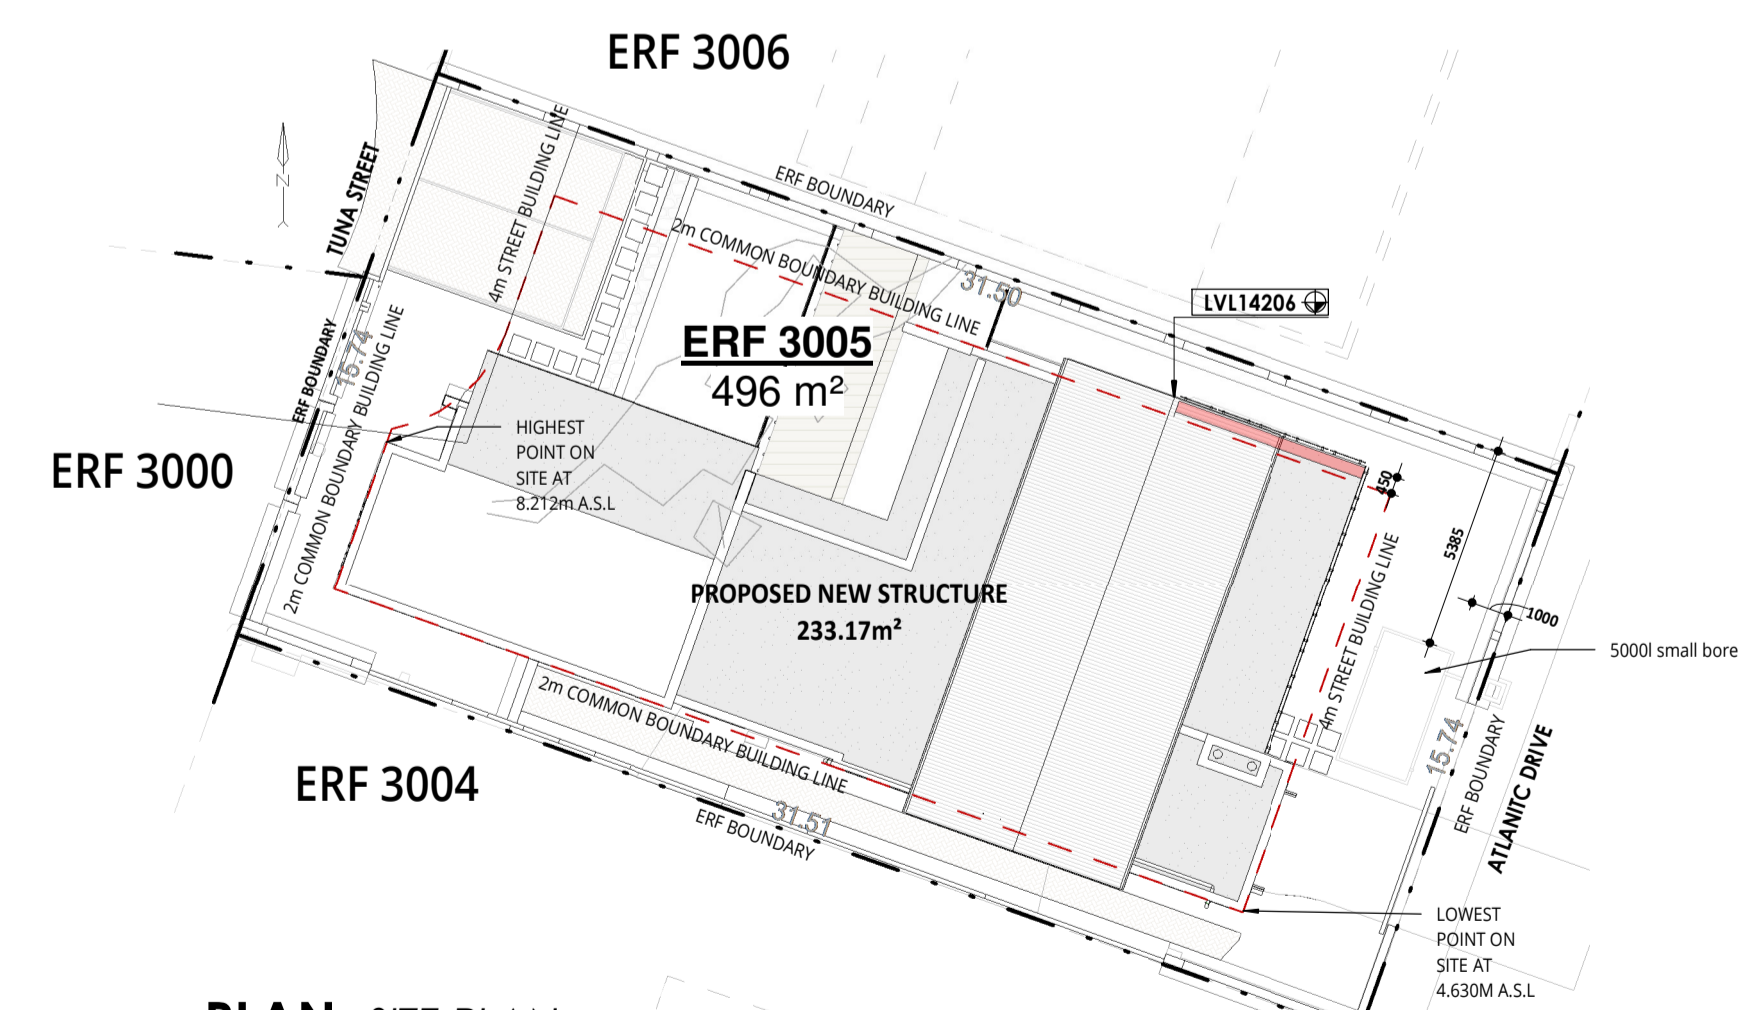 ERF 3006
TUNA STREET
N
4m STREET BUILDING LINE
ERF BOUNDARY
2m COMMON BOUNDARY BUILDING LINE
31.50
LVL14206
ERF 3005
496 m²
ERF BOUNDARY
15.74
2m COMMON BOUNDARY BUILDING LINE
ERF 3000
HIGHEST
POINT ON
SITE AT
8.212m A.S.L
450
5385
1000
4m STREET BUILDING LINE
PROPOSED NEW STRUCTURE
233.17m²
5000l small bore
2m COMMON BOUNDARY BUILDING LINE
ERF 3004
31.51
ERF BOUNDARY
15.74
ERF BOUNDARY
ATLANTC DRIVE
LOWEST
POINT ON
SITE AT
4.630M A.S.L
PLAN SITE PLAN